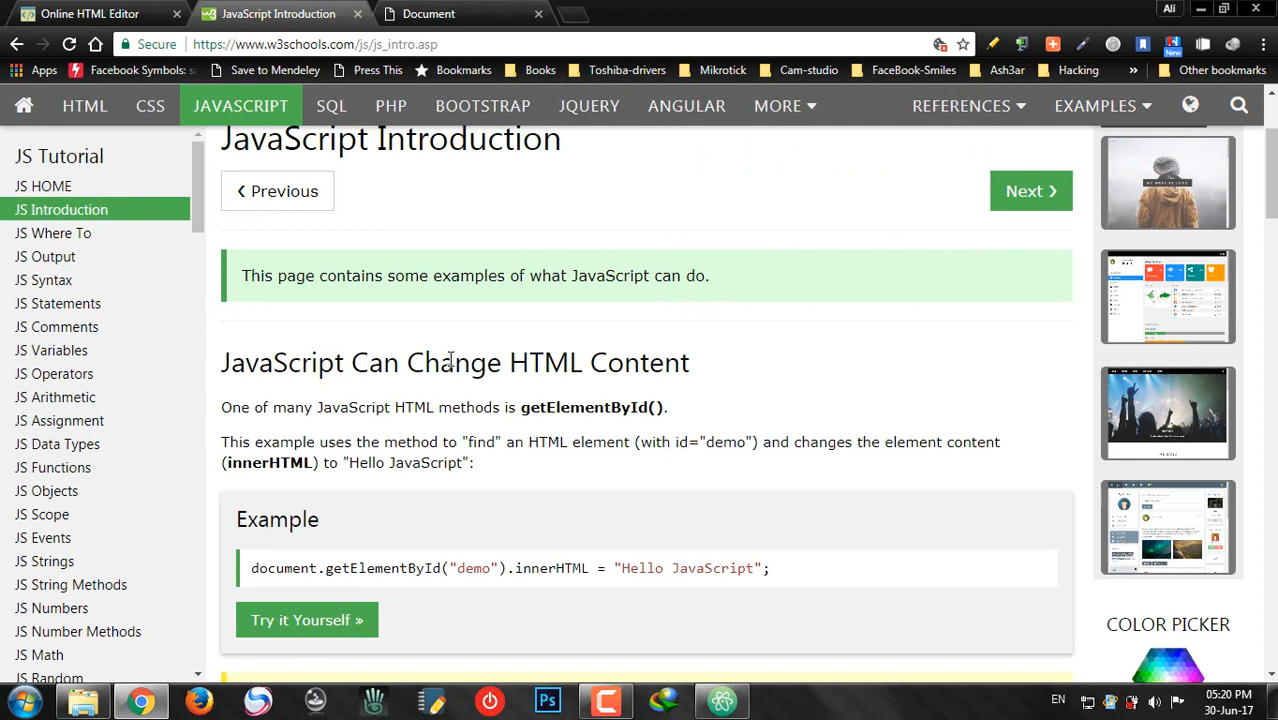 Online HTML Editor
JavaScript Introduction
Document
Ali
Secure
https://www.w3schools.com/js/js_intro.asp
New
Apps
Facebook Symbols: s
Save to Mendeley
Press This
Bookmarks
Books
Toshiba-drivers
Mikrotick
Cam-studio
FaceBook-Smiles
Ash3ar
Hacking
»
Other bookmarks
HTML
CSS
JAVASCRIPT
SQL
PHP
BOOTSTRAP
JQUERY
ANGULAR
MORE
REFERENCES
EXAMPLES
JS Tutorial
JS HOME
JS Introduction
JS Where To
JS Output
JS Syntax
JS Statements
JS Comments
JS Variables
JS Operators
JS Arithmetic
JS Assignment
JS Data Types
JS Functions
JS Objects
JS Scope
JS Events
JS Strings
JS String Methods
JS Numbers
JS Number Methods
JS Math
JS Random
JavaScript Introduction
❮ Previous
Next ❯
This page contains some examples of what JavaScript can do.
JavaScript Can Change HTML Content
One of many JavaScript HTML methods is getElementById().
This example uses the method to "find" an HTML element (with id="demo") and changes the element content
(innerHTML) to "Hello JavaScript":
Example
document.getElementById("demo").innerHTML = "Hello JavaScript";
Try it Yourself »
COLOR PICKER
Ps
EN
05:20 PM
30-Jun-17